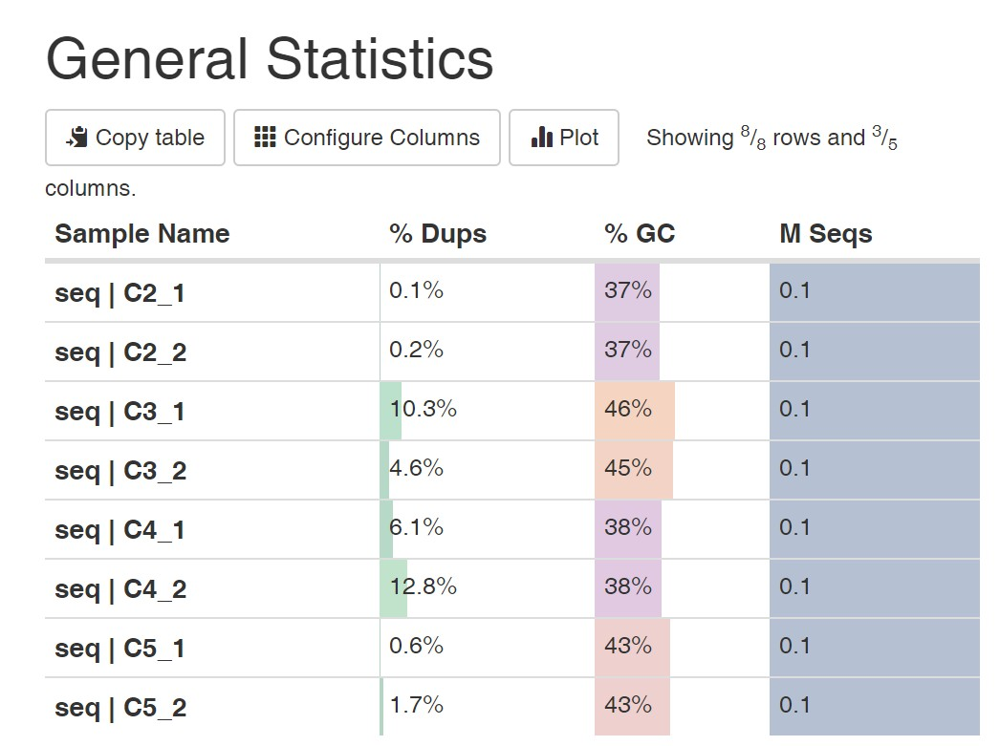 General Statistics
Copy table Configure Columns Plot Showing 8/8 rows and 3/5
columns.
Sample Name % Dups % GC M Seqs
seq | C2_1 0.1% 37% 0.1
seq | C2_2 0.2% 37% 0.1
seq | C3_1 10.3% 46% 0.1
seq | C3_2 4.6% 45% 0.1
seq | C4_1 6.1% 38% 0.1
seq | C4_2 12.8% 38% 0.1
seq | C5_1 0.6% 43% 0.1
seq | C5_2 1.7% 43% 0.1